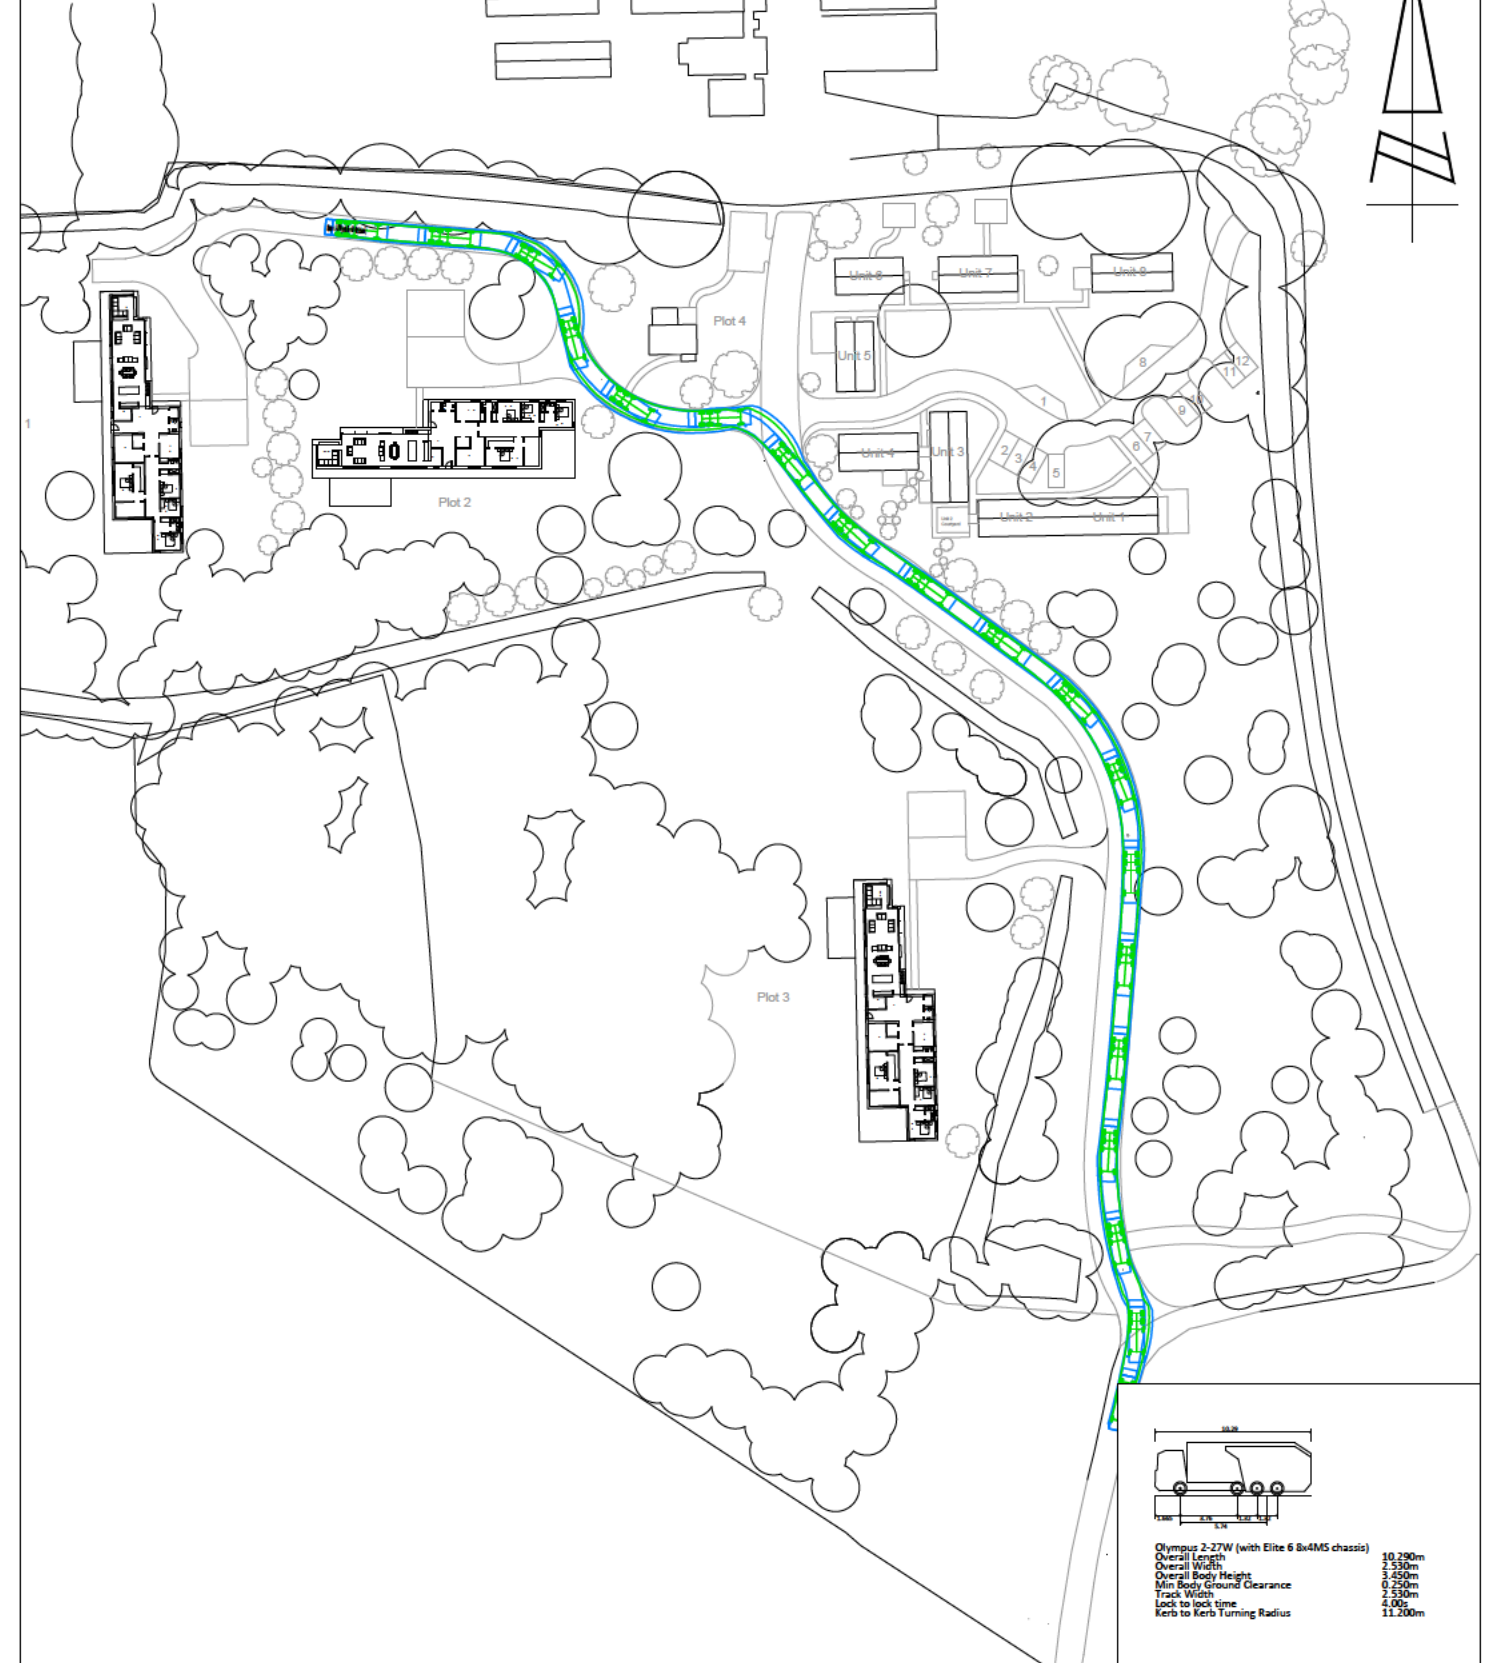 Unit 6
Unit 7
Unit 8
Plot 4
Unit 5
8
12
11
10
9
1
1
7
6
Unit 4
Unit 3
2
3
4
5
Plot 2
Unit 2
Unit 1
Plot 3
10.29
5.74
Olympus 2-27W (with Elite 6 8x4MS chassis)
Overall Length 10.290m
Overall Width 2.530m
Overall Body Height 3.450m
Min Body Ground Clearance 0.250m
Track Width 2.530m
Lock to lock time 4.00s
Kerb to Kerb Turning Radius 11.200m